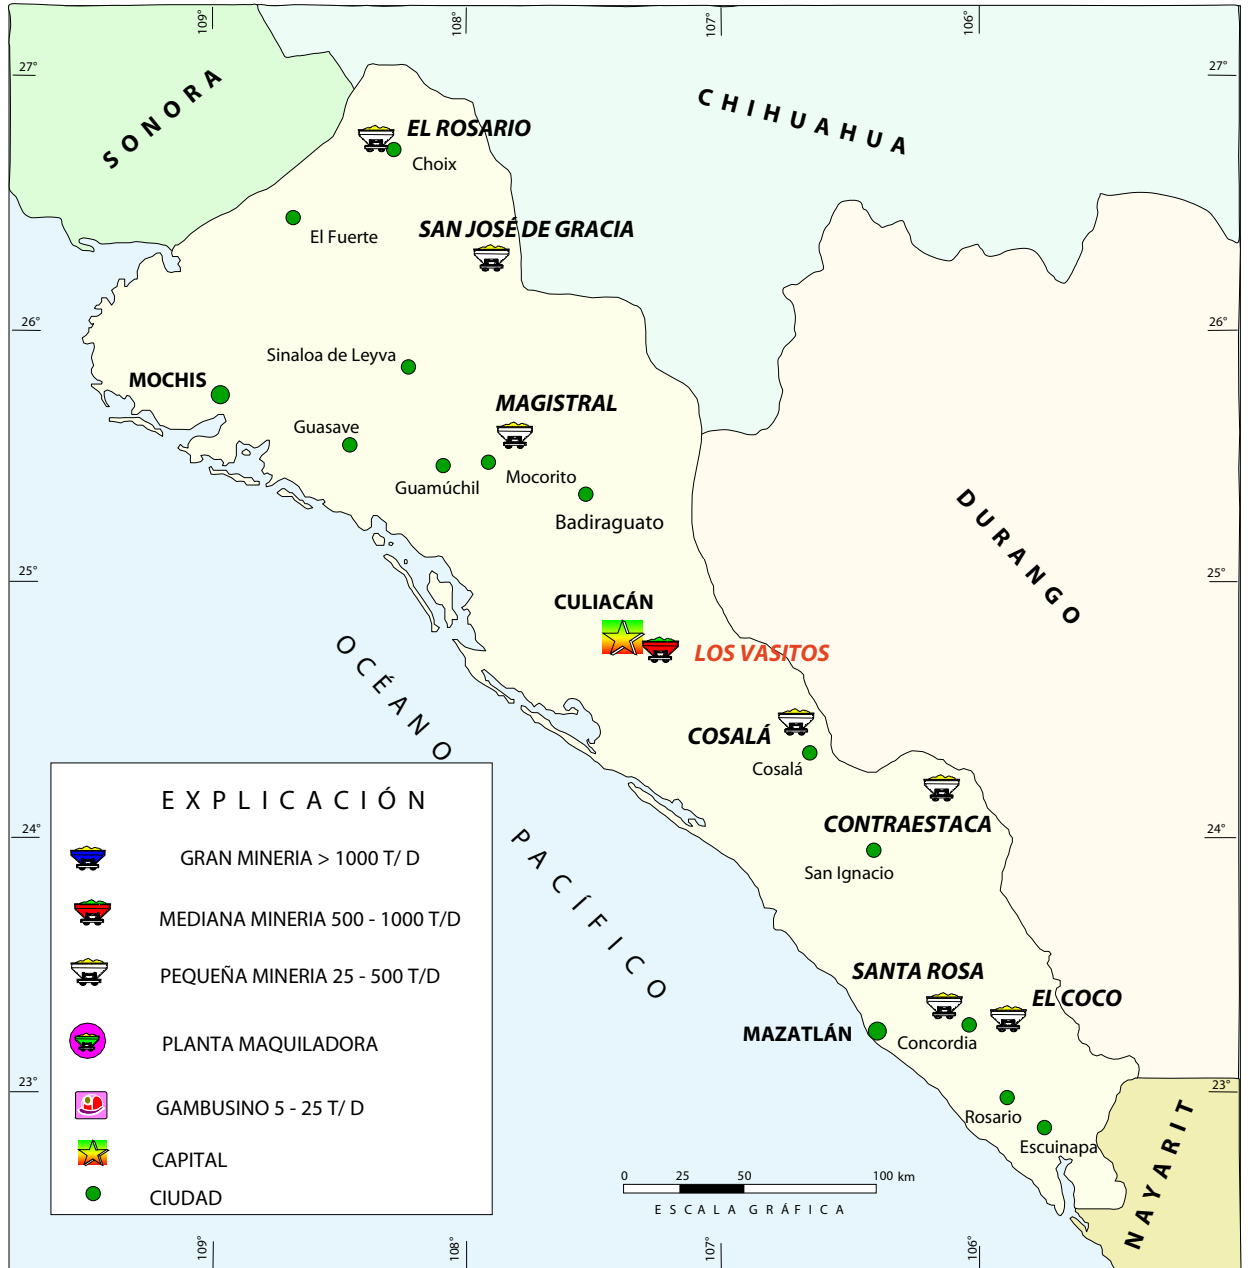 109°
108°
107°
106°
27°
27°
SONORA
CHIHUAHUA
EL ROSARIO
Choix
El Fuerte
SAN JOSÉ DE GRACIA
26°
26°
Sinaloa de Leyva
MOCHIS
MAGISTRAL
Guasave
Guamúchil
Mocorito
Badiraguato
DURANGO
25°
25°
CULIACÁN
LOS VASITOS
OCÉANO PACÍFICO
COSALÁ
Cosalá
CONTRAESTACA
24°
24°
San Ignacio
SANTA ROSA
EL COCO
MAZATLÁN
Concordia
23°
23°
Rosario
Escuinapa
NAYARIT
EXPLICACIÓN
GRAN MINERIA > 1000 T/ D
MEDIANA MINERIA 500 - 1000 T/D
PEQUEÑA MINERIA 25 - 500 T/D
PLANTA MAQUILADORA
GAMBUSINO 5 - 25 T/ D
CAPITAL
CIUDAD
0 25 50 100 km
ESCALA GRÁFICA
109°
108°
107°
106°